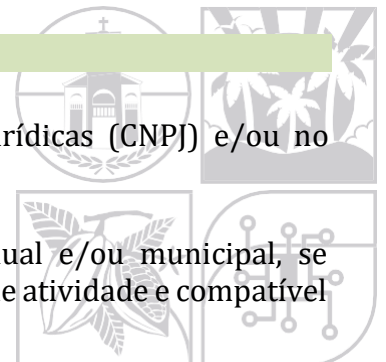 rídicas (CNPJ) e/ou no
ual e/ou municipal, se
e atividade e compatível